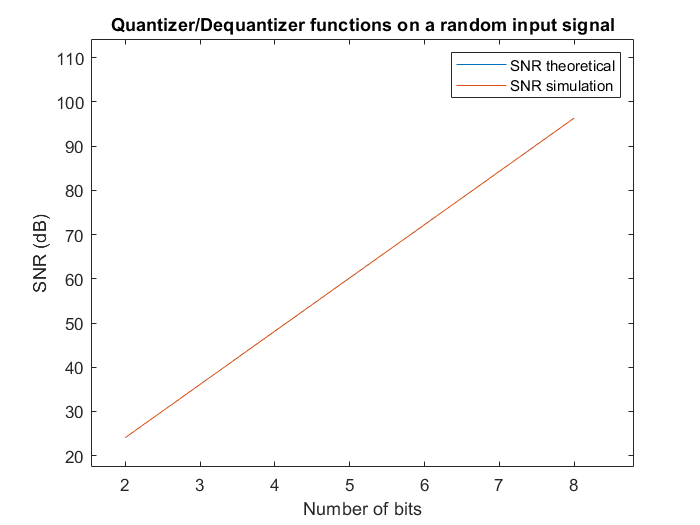 Quantizer/Dequantizer functions on a random input signal
SNR theoretical
SNR simulation
110
100
90
80
70
60
50
40
30
20
SNR (dB)
2 3 4 5 6 7 8
Number of bits